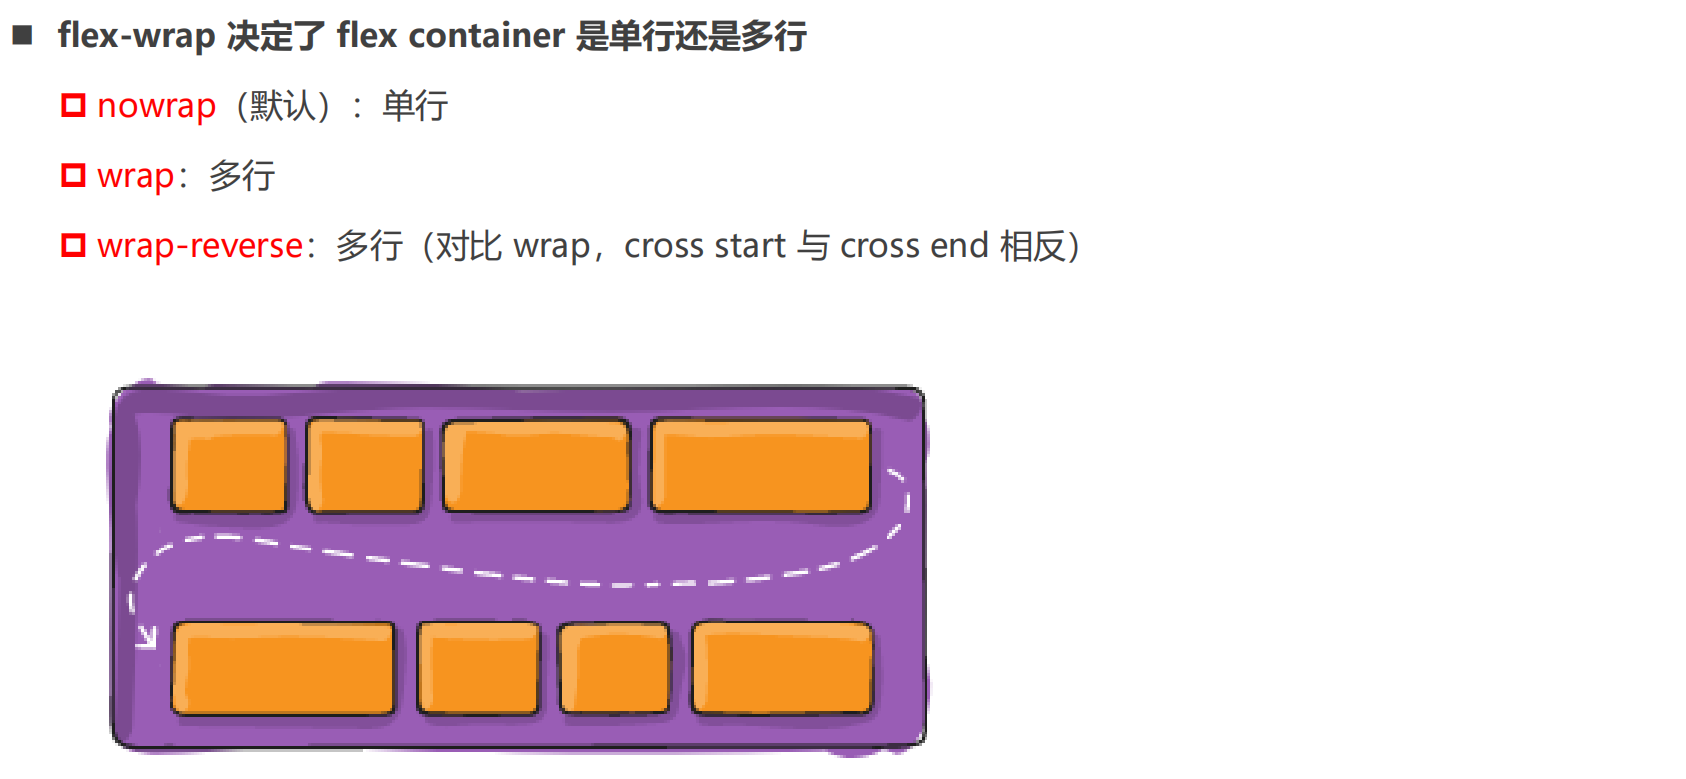 flex-wrap 决定了 flex container 是单行还是多行
nowrap（默认）：单行
wrap：多行
wrap-reverse：多行（对比 wrap，cross start 与 cross end 相反）